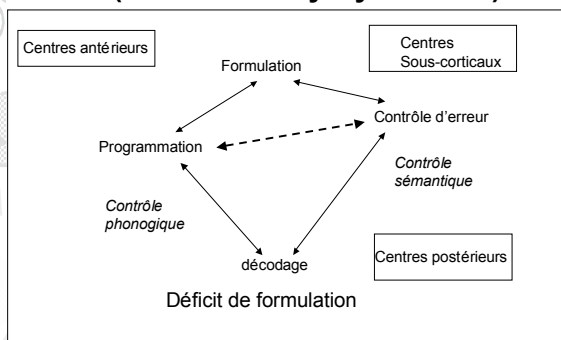 Centres antérieurs
Centres
Sous-corticaux
Formulation
Contrôle d'erreur
Programmation
Contrôle
sémantique
Contrôle
phonogique
décodage
Centres postérieurs
Déficit de formulation